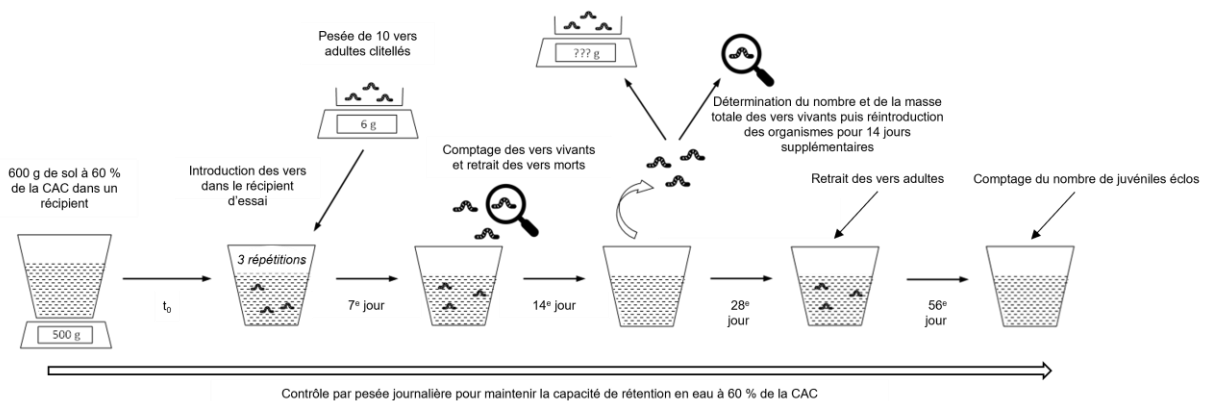 600 g de sol à 60 %
de la CAC dans un
récipient
500 g
t0
Pesée de 10 vers
adultes clitellés
6 g
Introduction des vers
dans le récipient
d'essai
3 répétitions
7e jour
Comptage des vers vivants
et retrait des vers morts
14e jour
??? g
Détermination du nombre et de la masse
totale des vers vivants puis réintroduction
des organismes pour 14 jours
supplémentaires
28e
jour
Retrait des vers adultes
56e
jour
Comptage du nombre de juvéniles éclos
Contrôle par pesée journalière pour maintenir la capacité de rétention en eau à 60 % de la CAC